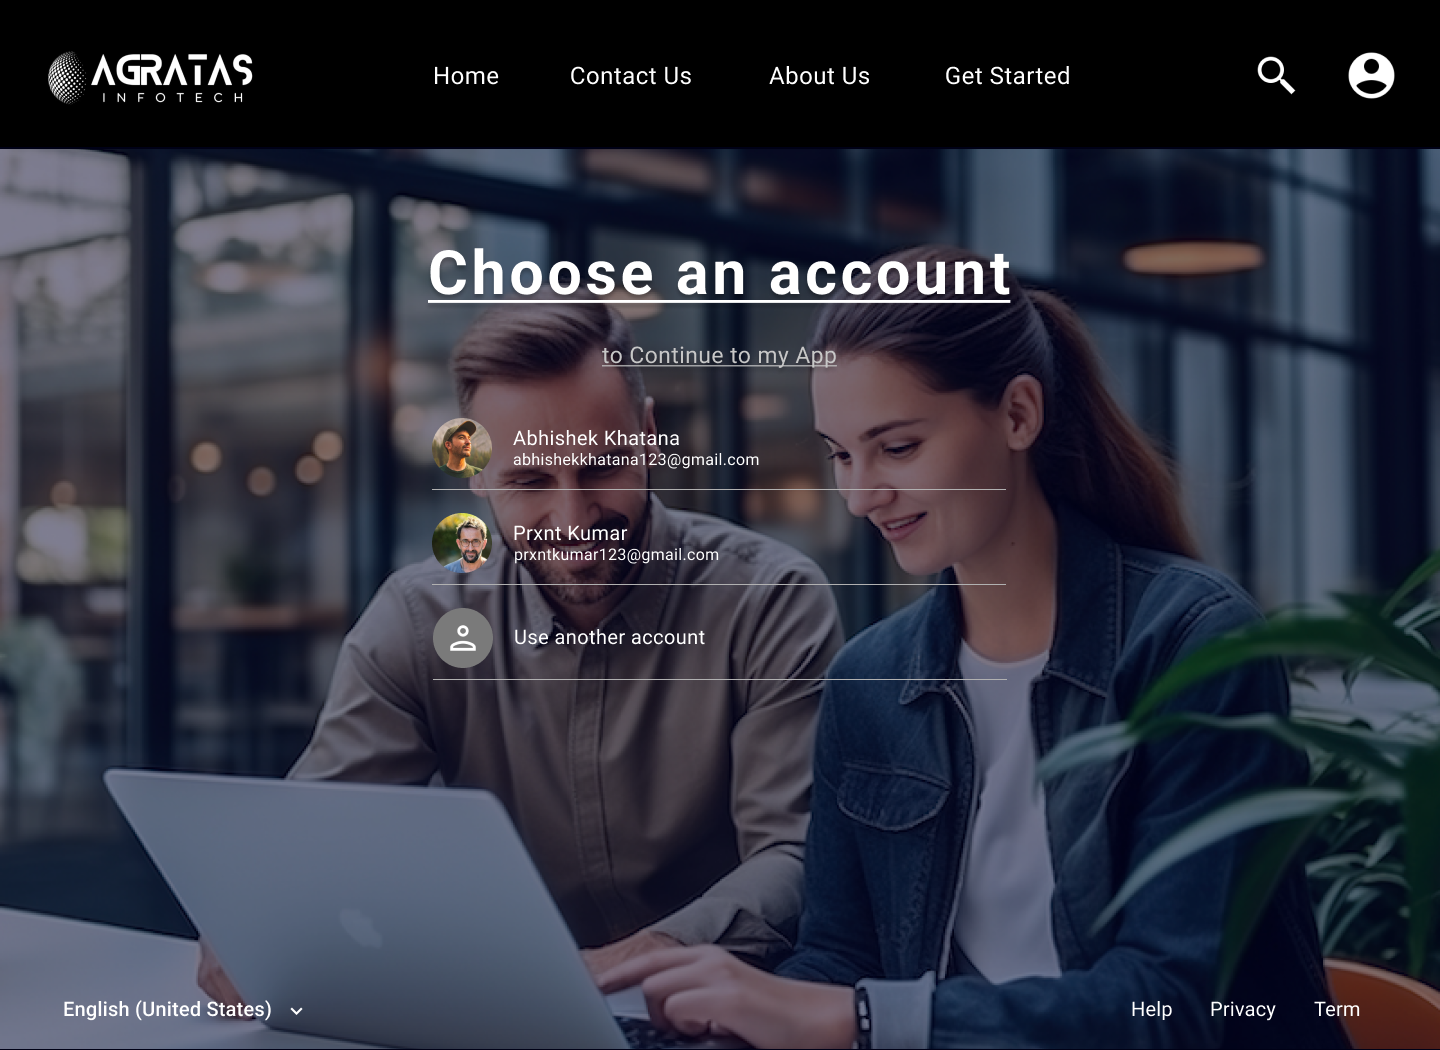 AGRATAS
INFOTECH
Home
Contact Us
About Us
Get Started
Choose an account
to Continue to my App
Abhishek Khatana
abhishekkhatana123@gmail.com
Prxnt Kumar
prxntkumar123@gmail.com
Use another account
English (United States)
Help
Privacy
Term